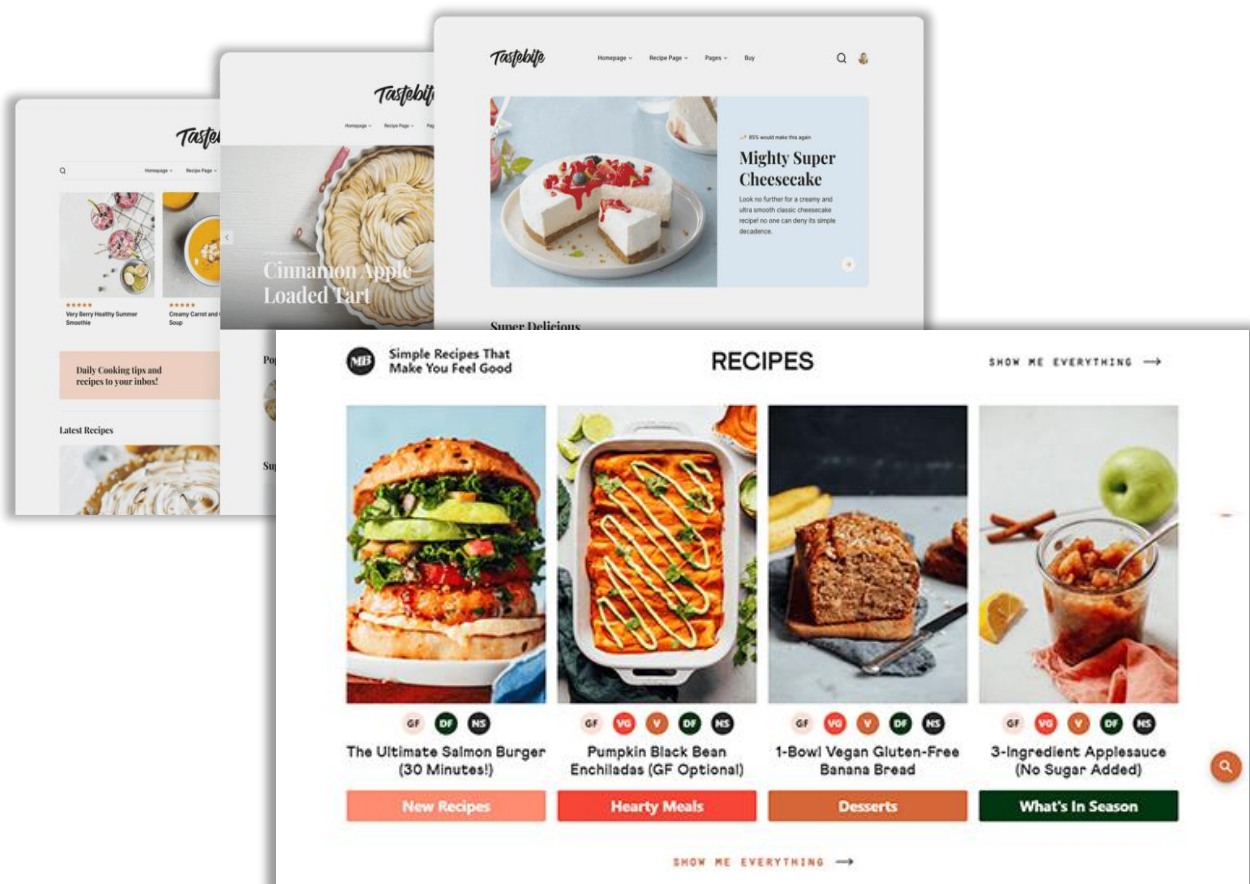 Tastebite
Homepage Recipe Page Pages Buy
85% would make this again
Mighty Super
Cheesecake
Look no further for a creamy and
ultra smooth classic cheesecake
recipe! no one can deny its simple
decadence.
Super Delicious
Homepage Recipe Page
Cinnamon Apple
Loaded Tart
Homepage Recipe Page
Very Berry Healthy Summer
Smoothie
Creamy Carrot and
Soup
Daily Cooking tips and
recipes to your inbox!
Latest Recipes
MB
Simple Recipes That
Make You Feel Good
RECIPES
SHOW ME EVERYTHING →
GF DF NS
The Ultimate Salmon Burger
(30 Minutes!)
New Recipes
GF VG V DF NS
Pumpkin Black Bean
Enchiladas (GF Optional)
Hearty Meals
GF VG V DF NS
1-Bowl Vegan Gluten-Free
Banana Bread
Desserts
GF VG V DF NS
3-Ingredient Applesauce
(No Sugar Added)
What's In Season
SHOW ME EVERYTHING →